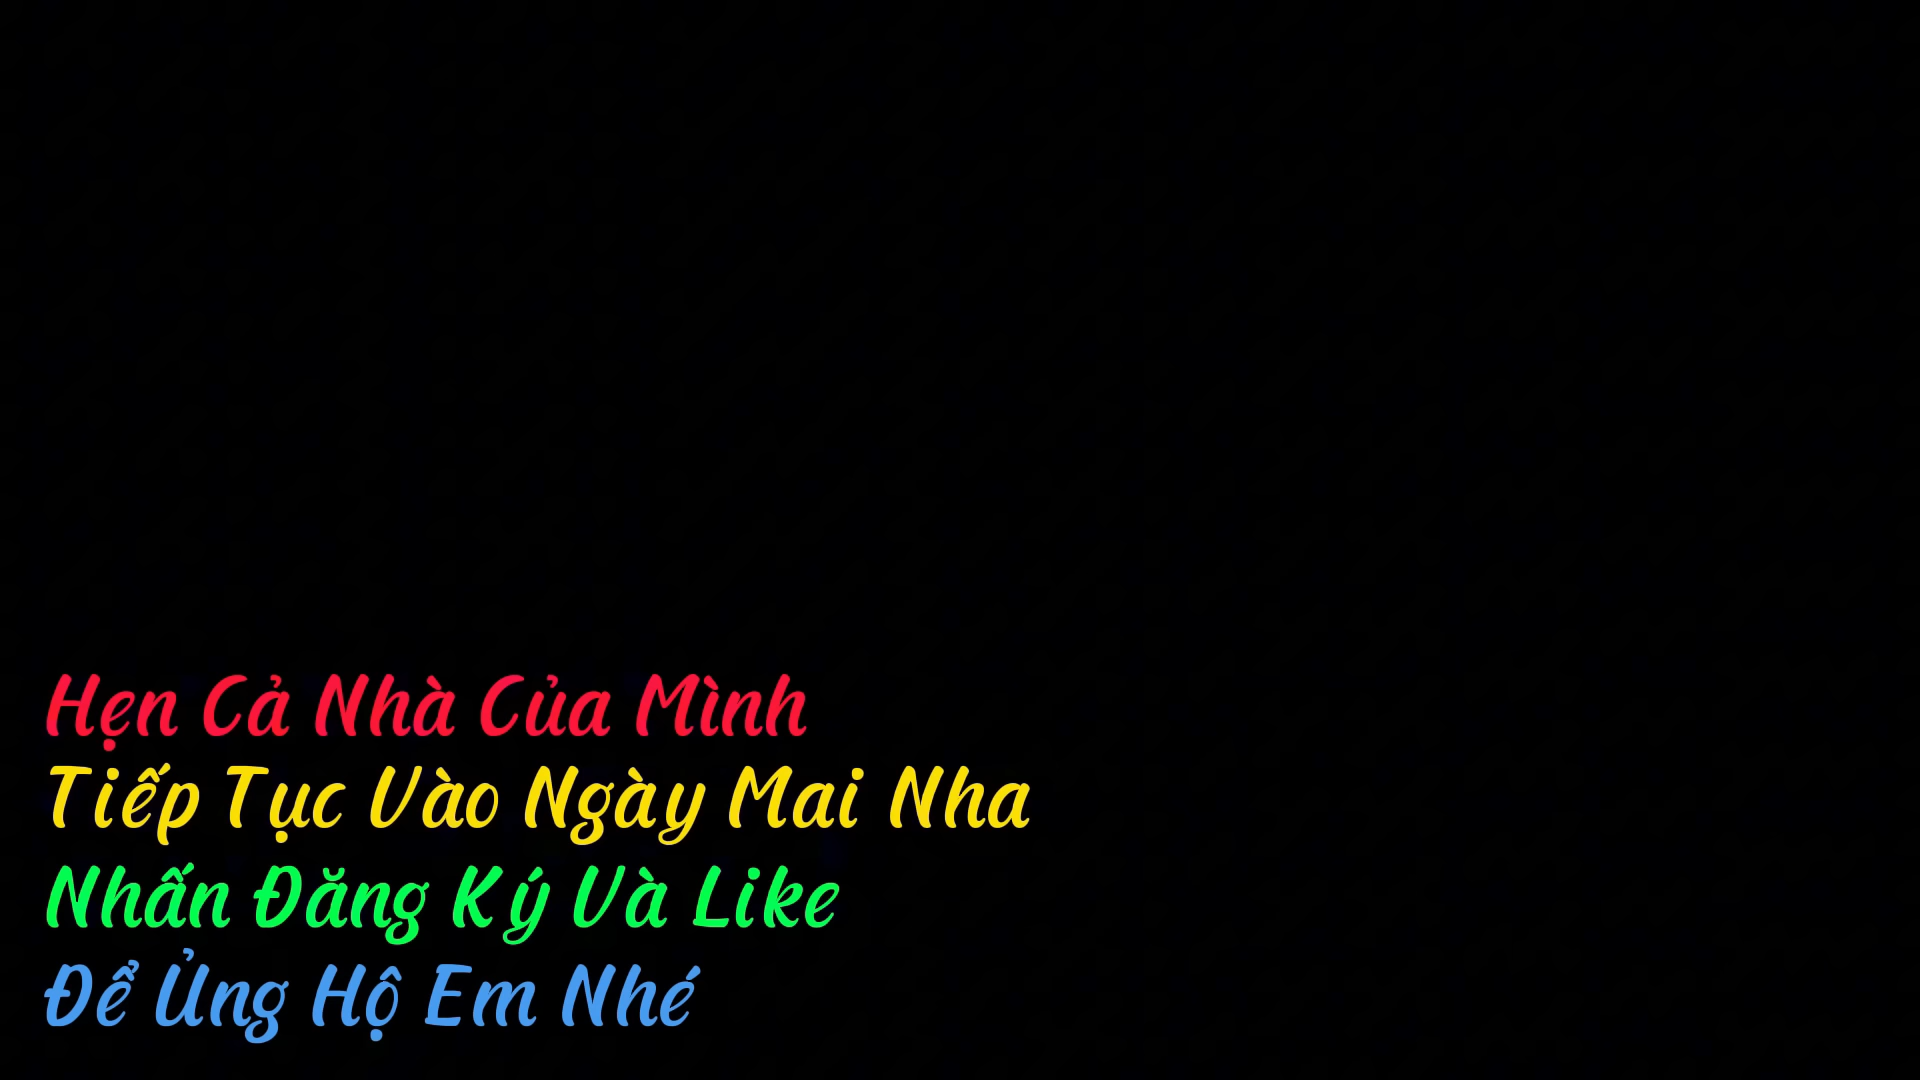 Hẹn Cả Nhà Của Mình
Tiếp Tục Vào Ngày Mai Nha
Nhấn Đăng Ký Và Like
Để Ủng Hộ Em Nhé